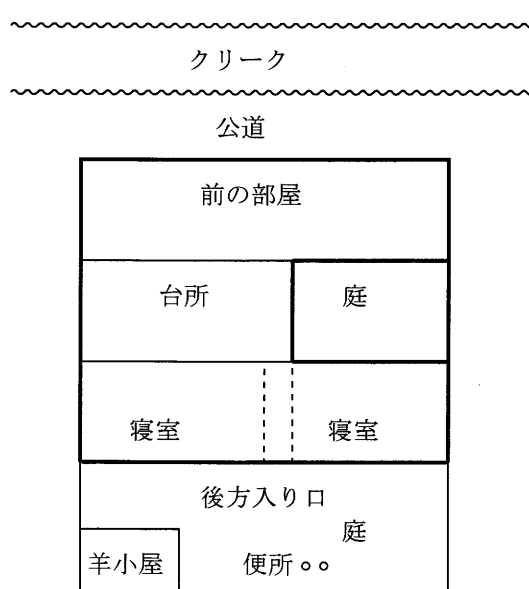 クリーク
公道
前の部屋
台所
庭
寝室
寝室
後方入り口
庭
羊小屋
便所